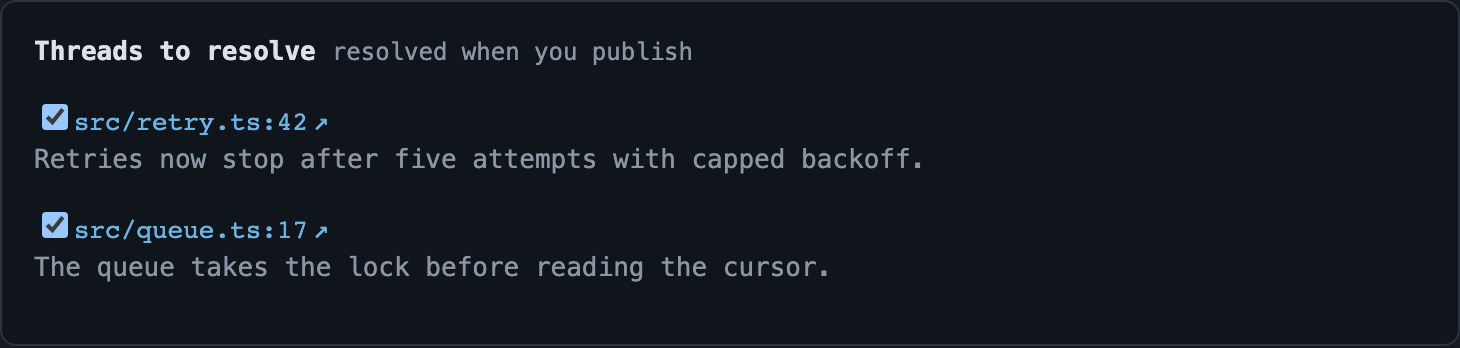 Threads to resolve resolved when you publish
src/retry.ts:42 ↗
Retries now stop after five attempts with capped backoff.
src/queue.ts:17 ↗
The queue takes the lock before reading the cursor.